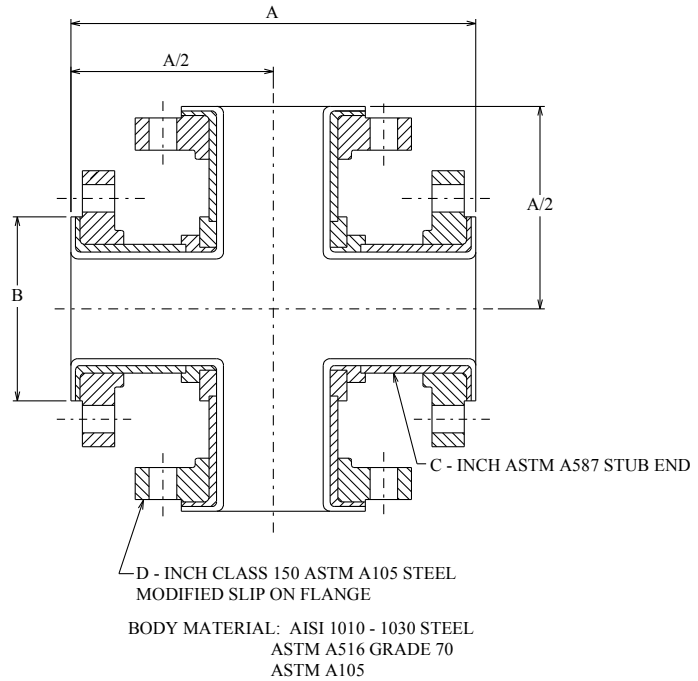 A
A/2
A/2
B
C - INCH ASTM A587 STUB END
D - INCH CLASS 150 ASTM A105 STEEL
MODIFIED SLIP ON FLANGE
BODY MATERIAL: AISI 1010 - 1030 STEEL
ASTM A516 GRADE 70
ASTM A105